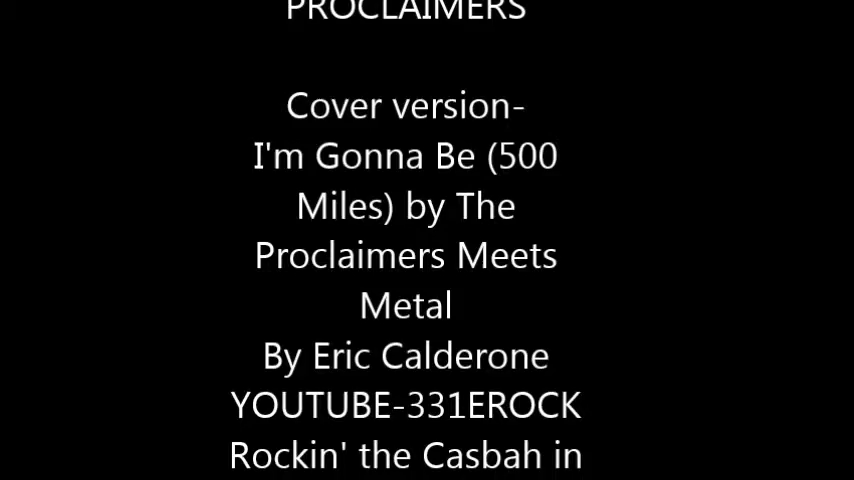 PROCLAIMERS
Cover version-
I'm Gonna Be (500
Miles) by The
Proclaimers Meets
Metal
By Eric Calderone
YOUTUBE-331EROCK
Rockin' the Casbah in